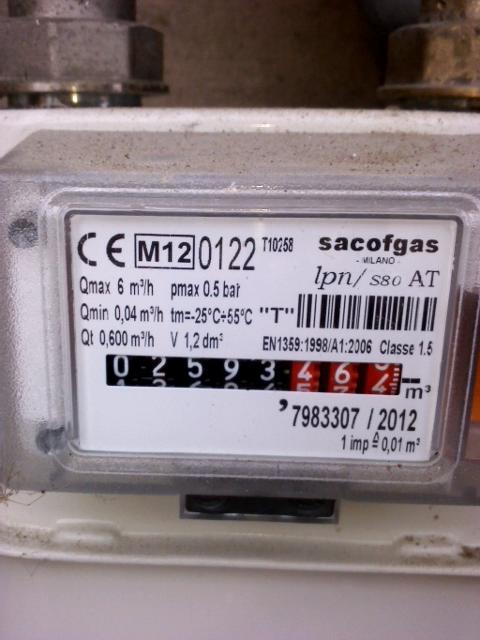 CE M12 0122 T10258
sacofgas
- MILANO -
lpn/ S80 AT
Qmax 6 m³/h pmax 0.5 bar
Qmin 0,04 m³/h tm=-25°C÷55°C "T"
Qt 0,600 m³/h V 1,2 dm³
EN1359:1998/A1:2006 Classe 1.5
0 2 5 9 3 4 6
m³
7983307 / 2012
1 imp ≙ 0,01 m³